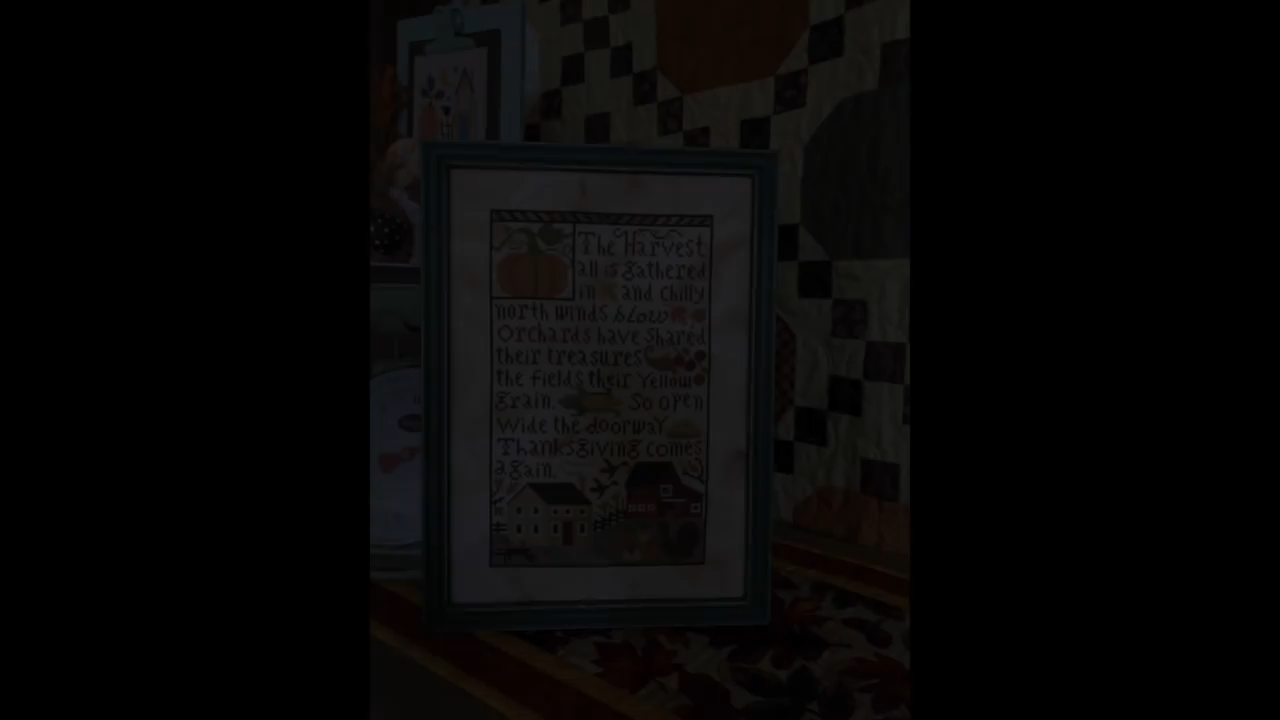 The Harvest
all is gathered
in and chilly
north winds blow
Orchards have shared
their treasures
the fields their Yellow
grain. So open
wide the doorway
Thanksgiving comes
again.